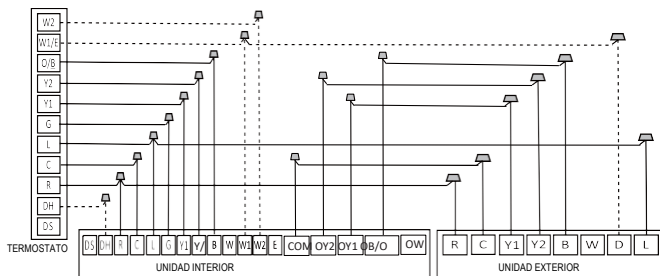 W2
W1/E
O/B
Y2
Y1
G
L
C
R
DH
DS
TERMOSTATO
DS DH R C L G Y1 Y/ B W W1 W2 E COM OY2 OY1 OB/O OW
R C Y1 Y2 B W D L
UNIDAD INTERIOR
UNIDAD EXTERIOR